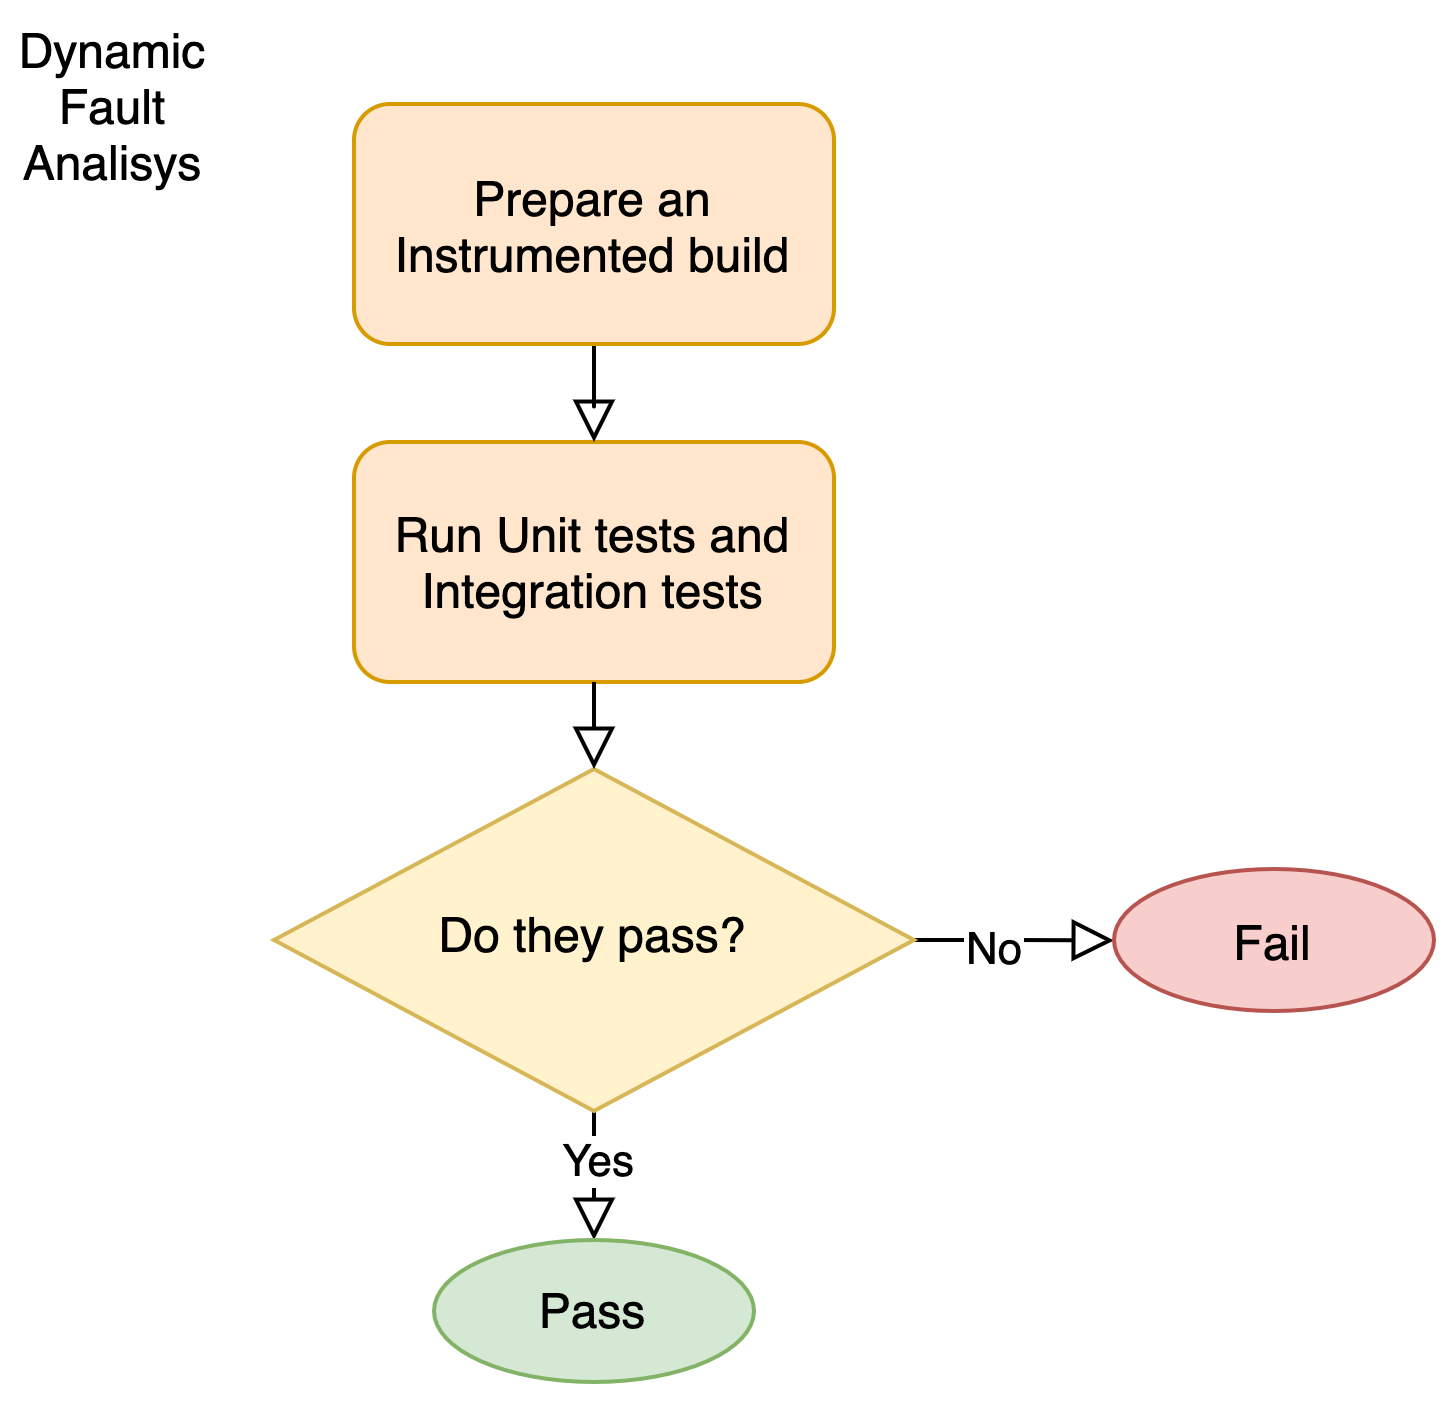 Dynamic
Fault
Analisys
Prepare an
Instrumented build
Run Unit tests and
Integration tests
Do they pass?
No
Fail
Yes
Pass